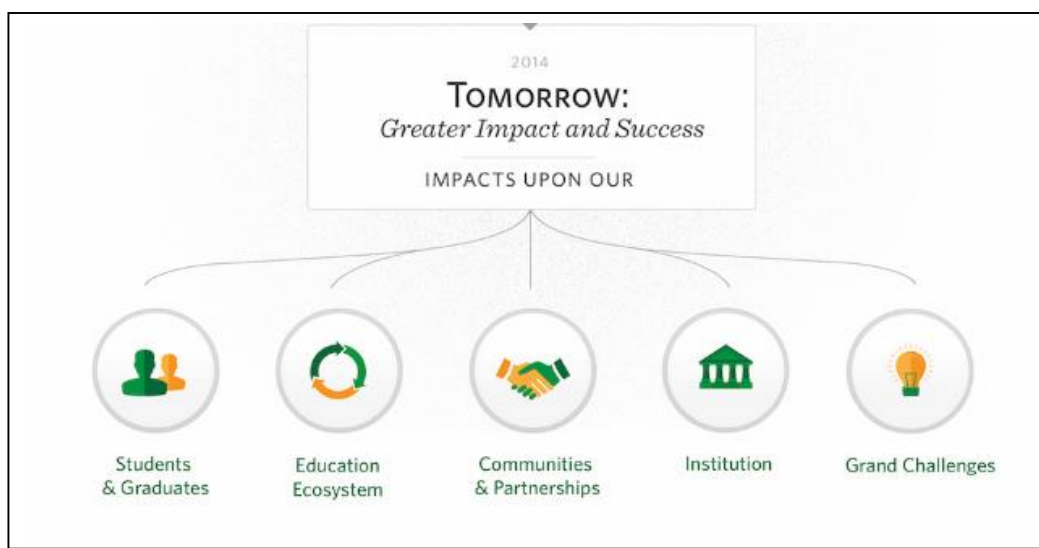 2014
TOMORROW:
Greater Impact and Success
IMPACTS UPON OUR
Students
& Graduates
Education
Ecosystem
Communities
& Partnerships
Institution
Grand Challenges